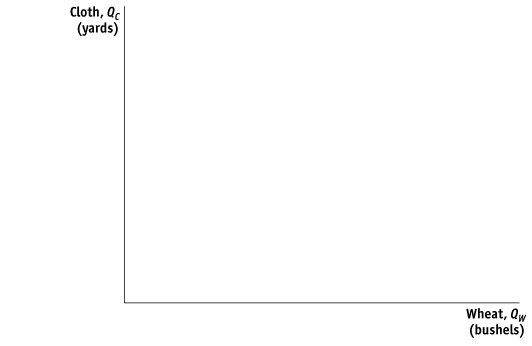 Cloth, Q_C
(yards)
Wheat, Q_W
(bushels)